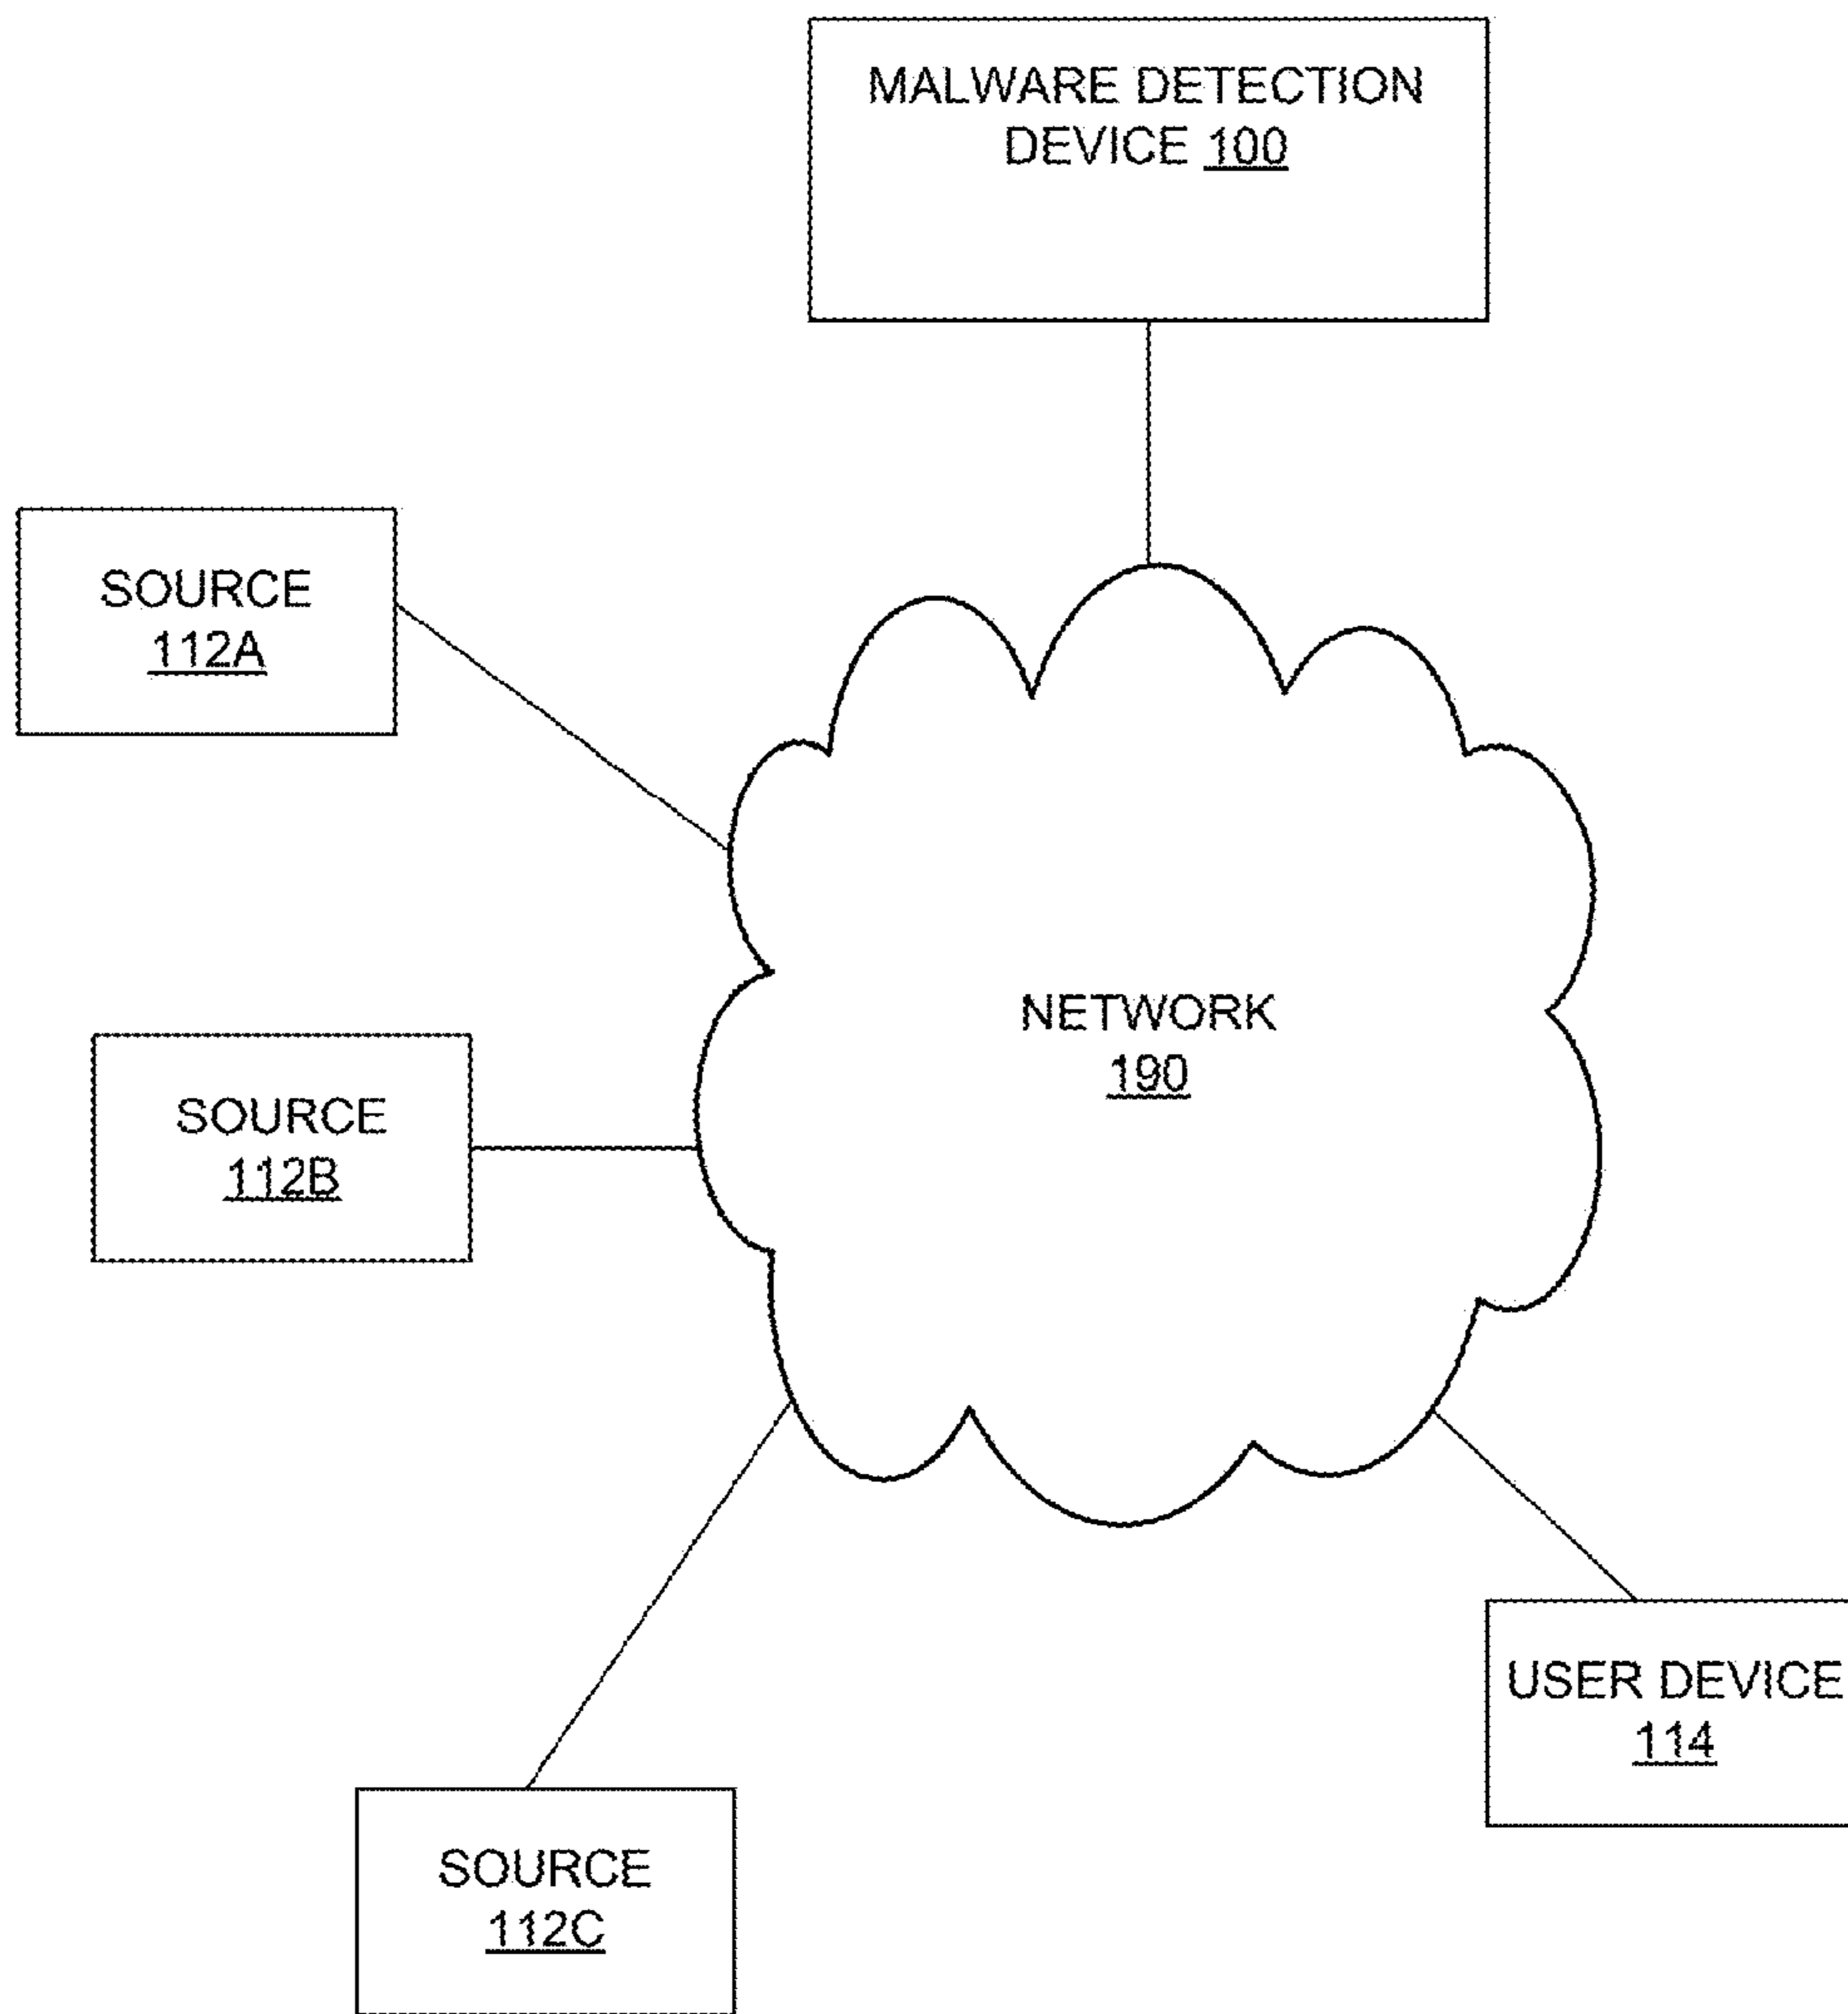 MALWARE DETECTION
DEVICE 100
SOURCE
112A
NETWORK
190
SOURCE
112B
USER DEVICE
114
SOURCE
112C